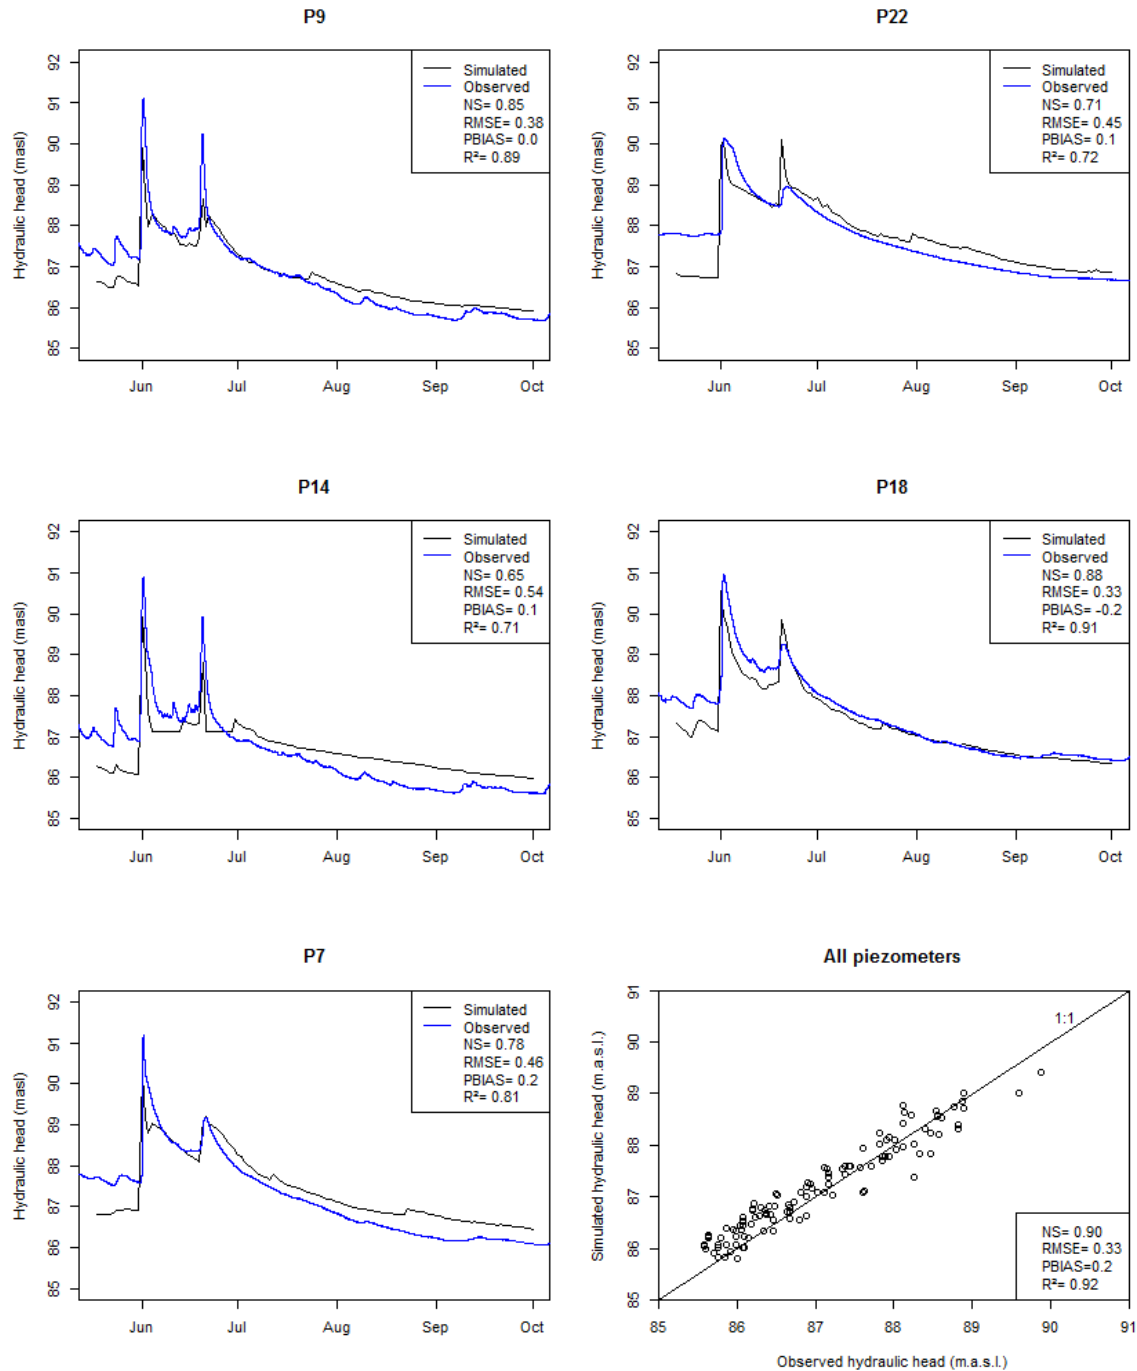 P9
Hydraulic head (masl)
92
91
90
89
88
87
86
85
Jun Jul Aug Sep Oct
Simulated
Observed
NS= 0.85
RMSE= 0.38
PBIAS= 0.0
R²= 0.89
P22
Hydraulic head (masl)
92
91
90
89
88
87
86
85
Jun Jul Aug Sep Oct
Simulated
Observed
NS= 0.71
RMSE= 0.45
PBIAS= 0.1
R²= 0.72
P14
Hydraulic head (masl)
92
91
90
89
88
87
86
85
Jun Jul Aug Sep Oct
Simulated
Observed
NS= 0.65
RMSE= 0.54
PBIAS= 0.1
R²= 0.71
P18
Hydraulic head (masl)
92
91
90
89
88
87
86
85
Jun Jul Aug Sep Oct
Simulated
Observed
NS= 0.88
RMSE= 0.33
PBIAS= -0.2
R²= 0.91
P7
Hydraulic head (masl)
92
91
90
89
88
87
86
85
Jun Jul Aug Sep Oct
Simulated
Observed
NS= 0.78
RMSE= 0.46
PBIAS= 0.2
R²= 0.81
All piezometers
Simulated hydraulic head (m.a.s.l.)
91
90
89
88
87
86
85
1:1
NS= 0.90
RMSE= 0.33
PBIAS=0.2
R²= 0.92
85 86 87 88 89 90 91
Observed hydraulic head (m.a.s.l.)